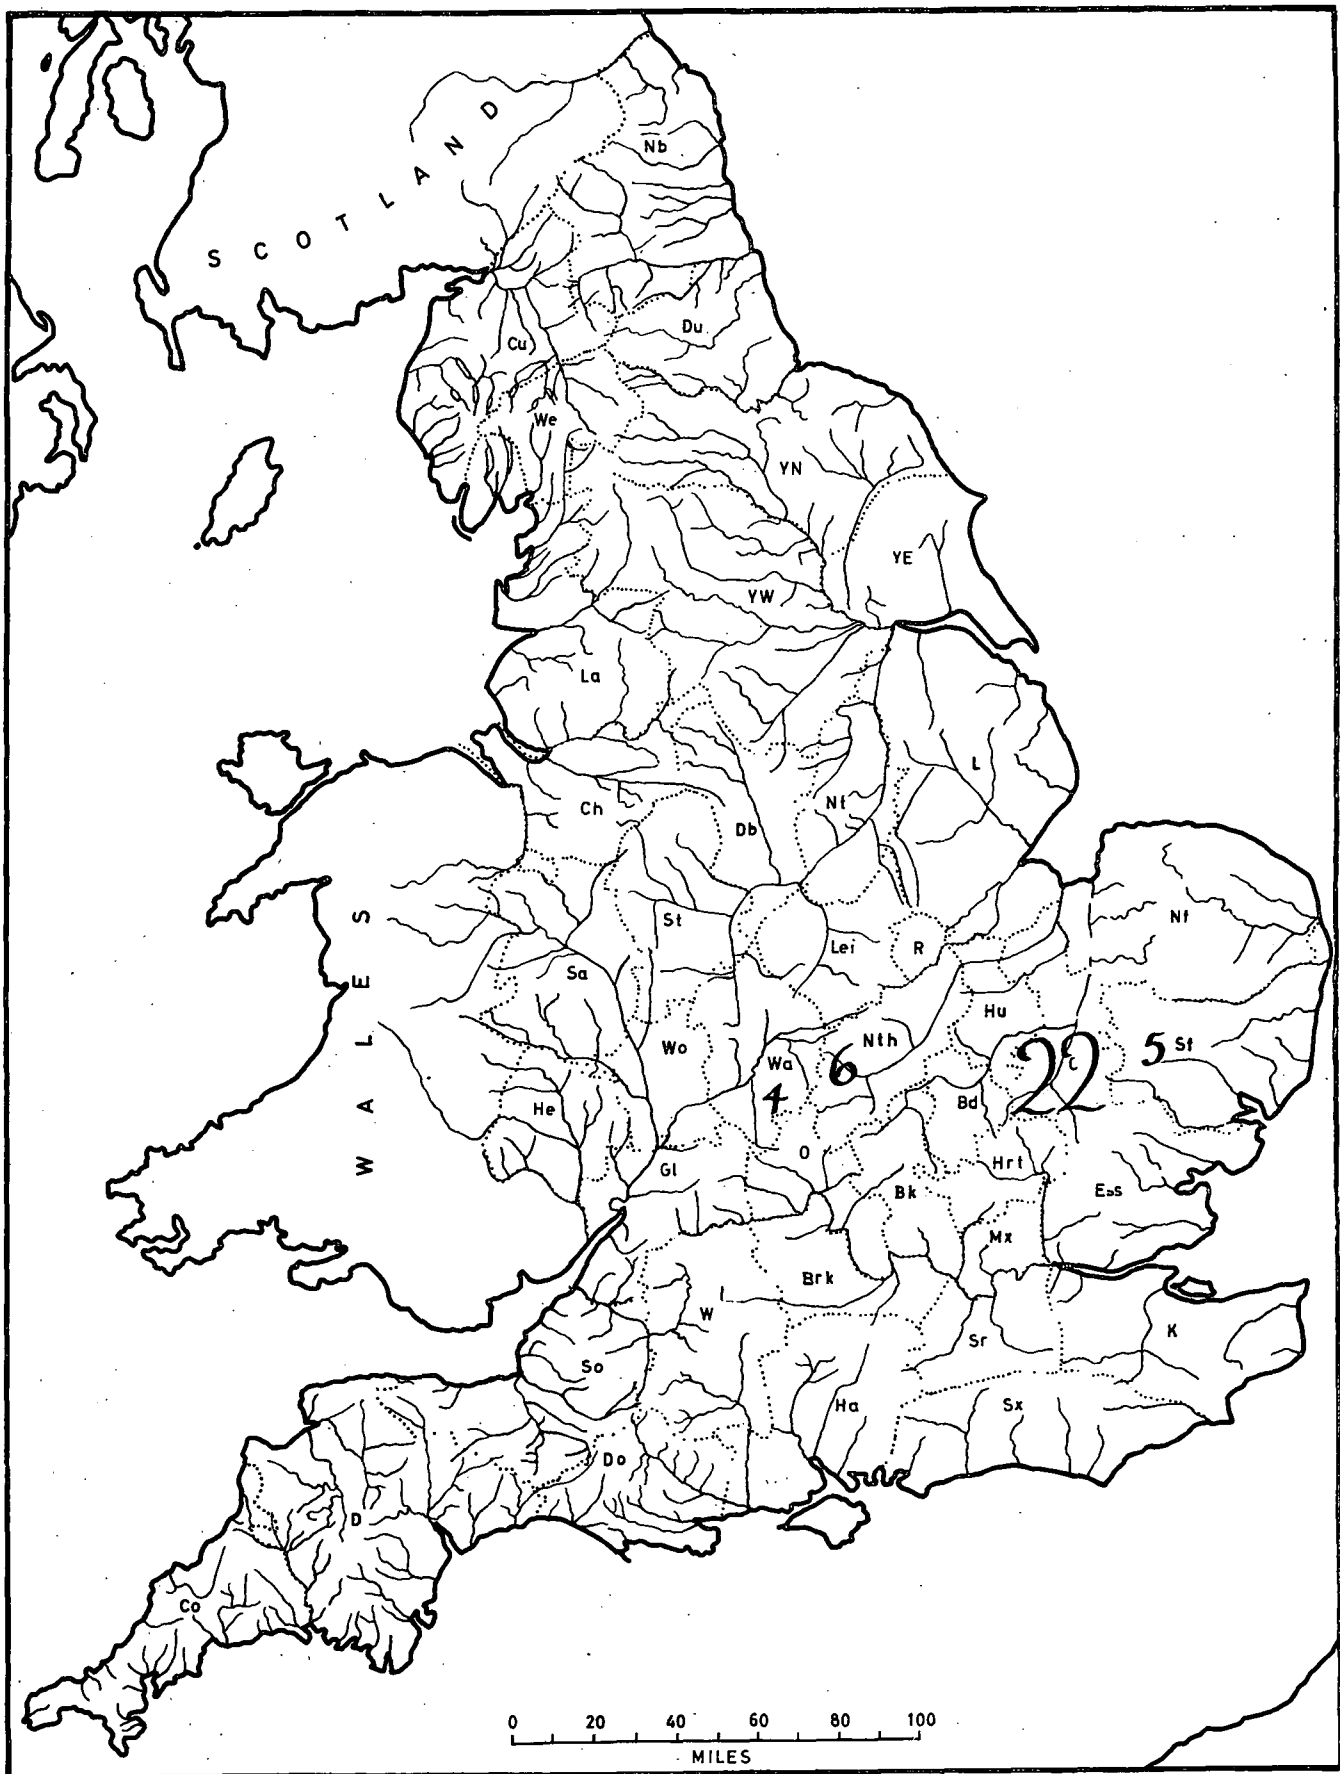 SCOTLAND
Nb
Cu
Du
We
YN
YE
YW
La
L
Ch
Db
Nt
St
Lei
R
Nf
Sa
WALES
Hu
Wo
Wa
4
6
Nth
22
C
5
Sf
He
Bd
O
Gl
Hrt
Bk
Ess
Mx
Brk
W
Sr
K
So
Ha
Sx
Do
D
Co
0 20 40 60 80 100
MILES